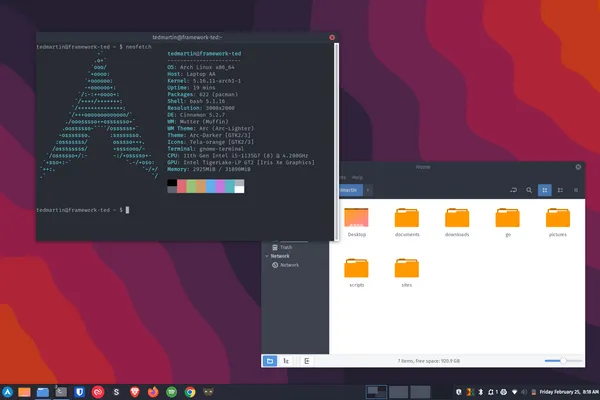 tedmartin@framework-ted:~
tedmartin@framework-ted:~ $ neofetch
tedmartin@framework-ted
-----------------------
OS: Arch Linux x86_64
Host: Laptop AA
Kernel: 5.16.11-arch1-1
Uptime: 19 mins
Packages: 622 (pacman)
Shell: bash 5.1.16
Resolution: 3000x2000
DE: Cinnamon 5.2.7
WM: Mutter (Muffin)
WM Theme: Arc (Arc-Lighter)
Theme: Arc-Darker [GTK2/3]
Icons: Tela-orange [GTK2/3]
Terminal: gnome-terminal
CPU: 11th Gen Intel i5-1135G7 (8) @ 4.200GHz
GPU: Intel TigerLake-LP GT2 [Iris Xe Graphics]
Memory: 2925MiB / 31890MiB
tedmartin@framework-ted:~ $
Home
Help
Desktop
documents
downloads
go
pictures
scripts
sites
Trash
Network
Network
7 items, Free space: 920.9 GB
Friday February 25, 8:18 AM